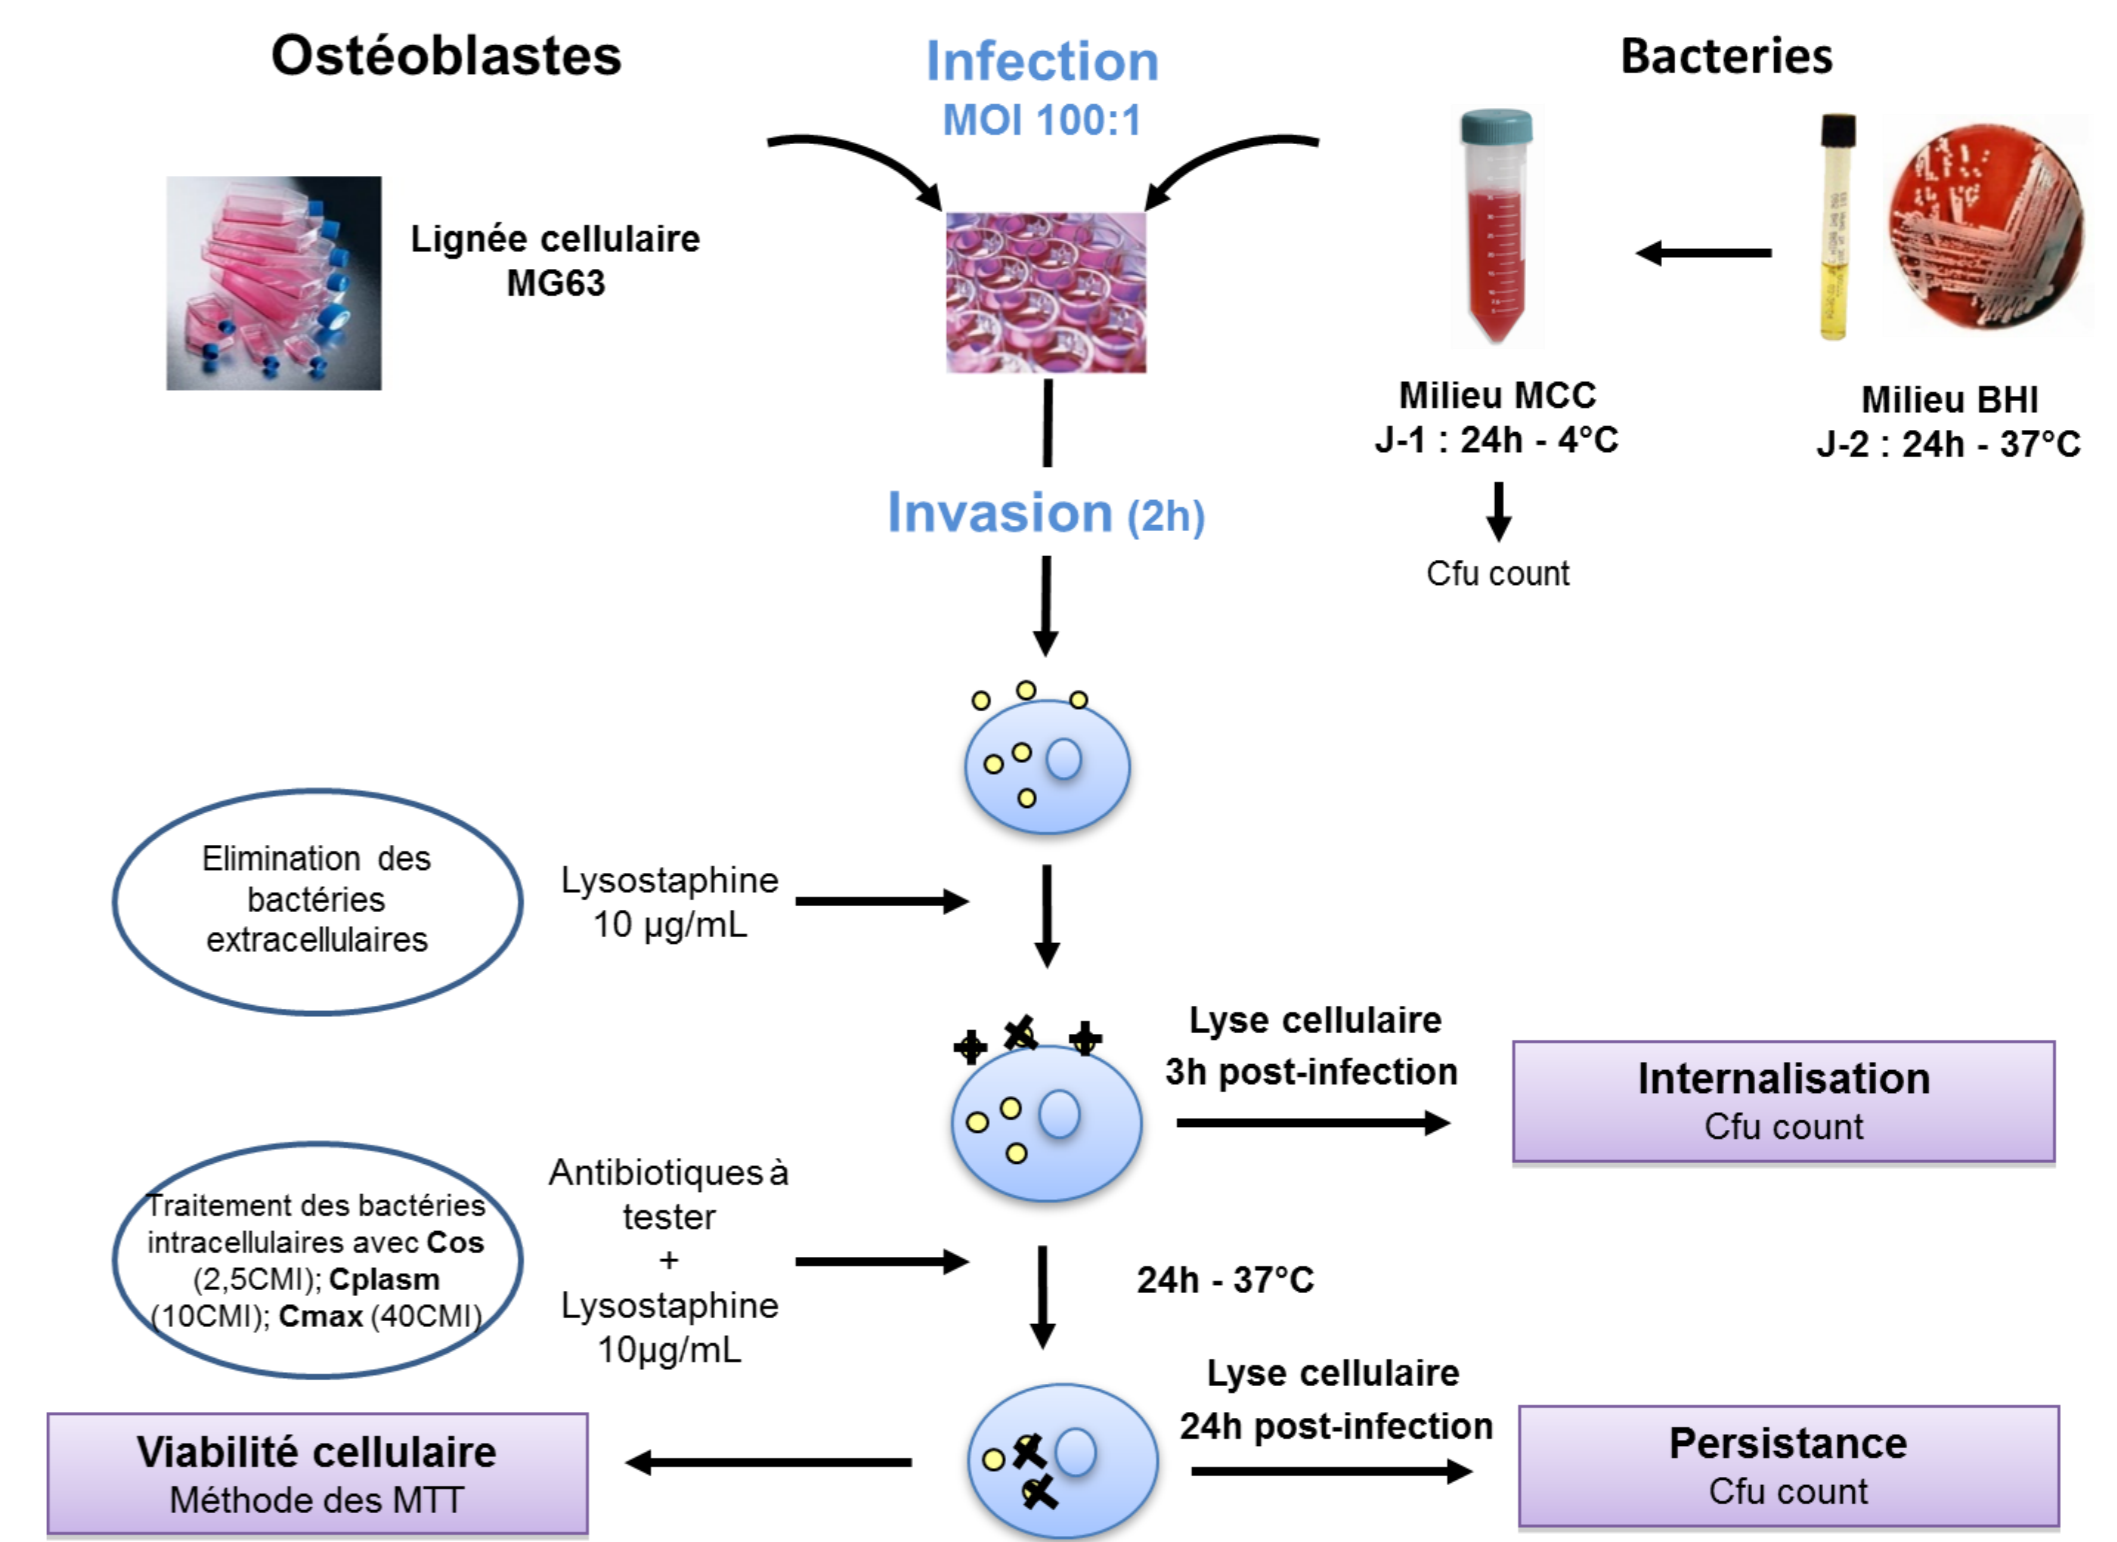 Ostéoblastes
Infection
MOI 100:1
Bacteries
Lignée cellulaire
MG63
Milieu MCC
J-1 : 24h - 4°C
Milieu BHI
J-2 : 24h - 37°C
Cfu count
Invasion (2h)
Elimination des
bactéries
extracellulaires
Lysostaphine
10 µg/mL
Lyse cellulaire
3h post-infection
Internalisation
Cfu count
Traitement des bactéries
intracellulaires avec Cos
(2,5CMI); Cplasm
(10CMI); Cmax (40CMI)
Antibiotiques à
tester
+
Lysostaphine
10µg/mL
24h - 37°C
Lyse cellulaire
24h post-infection
Persistance
Cfu count
Viabilité cellulaire
Méthode des MTT